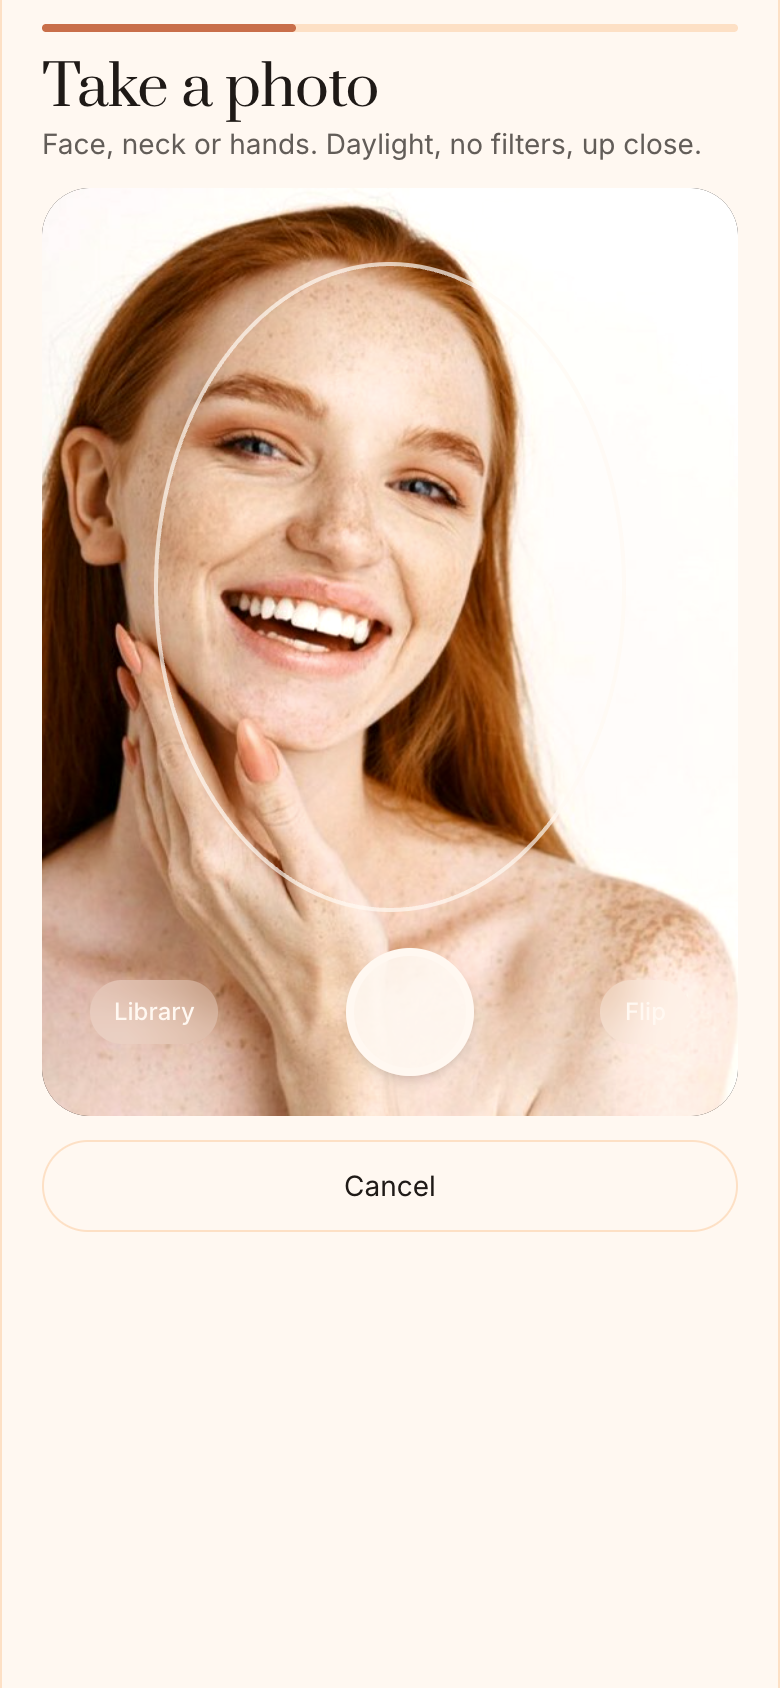 Take a photo
Face, neck or hands. Daylight, no filters, up close.
Library
Flip
Cancel